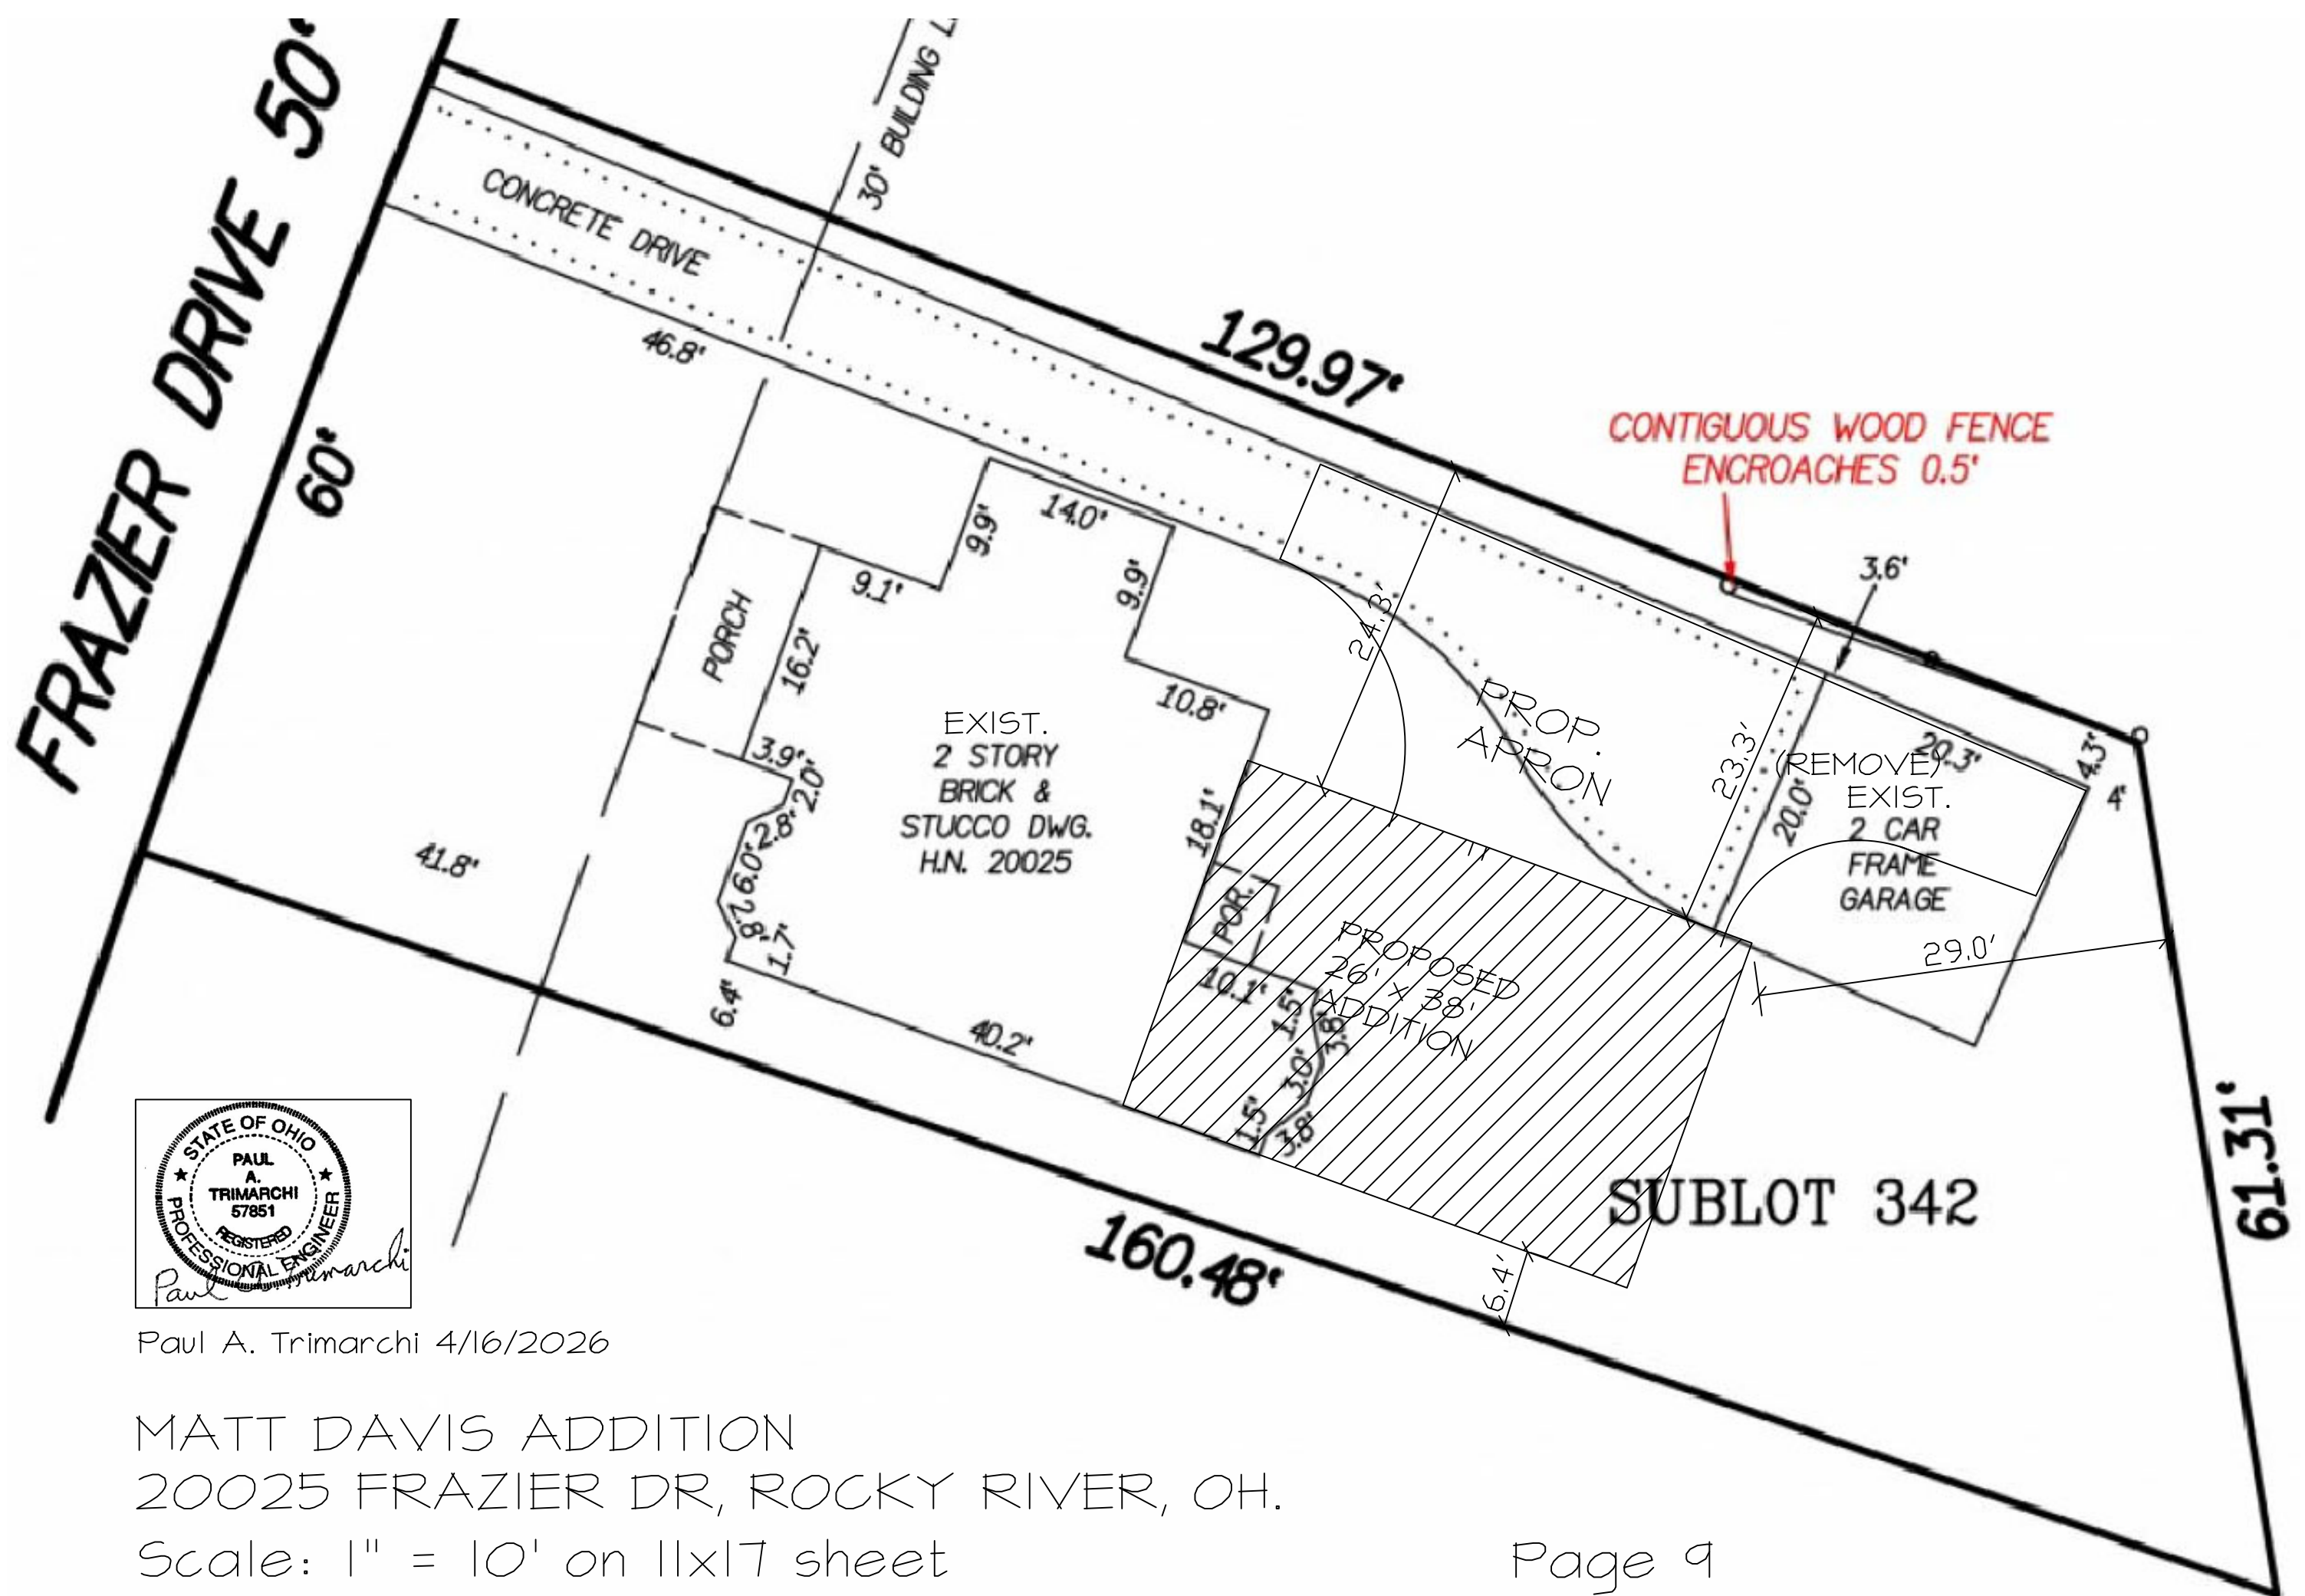 FRAZIER DRIVE 50'
60'
30' BUILDING L
CONCRETE DRIVE
46.8'
129.97'
CONTIGUOUS WOOD FENCE
ENCROACHES 0.5'
3.6'
14.0'
9.9'
9.1'
9.9'
10.8'
PORCH
16.2'
3.9'
2.0'
2.8'
6.0'
2.8'
1.7'
6.4'
41.8'
EXIST.
2 STORY
BRICK &
STUCCO DWG.
H.N. 20025
18.1'
24.3'
PROP.
APRON
23.3'
20.3'
4.3'
4'
20.0'
(REMOVE)
EXIST.
2 CAR
FRAME
GARAGE
29.0'
POR.
10.1'
1.5'
3.8'
3.0'
3.8'
1.5'
PROPOSED
26' X 38'
ADDITION
40.2'
6.4'
SUBLOT 342
160.48'
61.31'
STATE OF OHIO
PAUL
A.
TRIMARCHI
57851
REGISTERED
PROFESSIONAL ENGINEER
Paul A. Trimarchi
Paul A. Trimarchi 4/16/2026
MATT DAVIS ADDITION
20025 FRAZIER DR, ROCKY RIVER, OH.
Scale: 1" = 10' on 11x17 sheet
Page 9